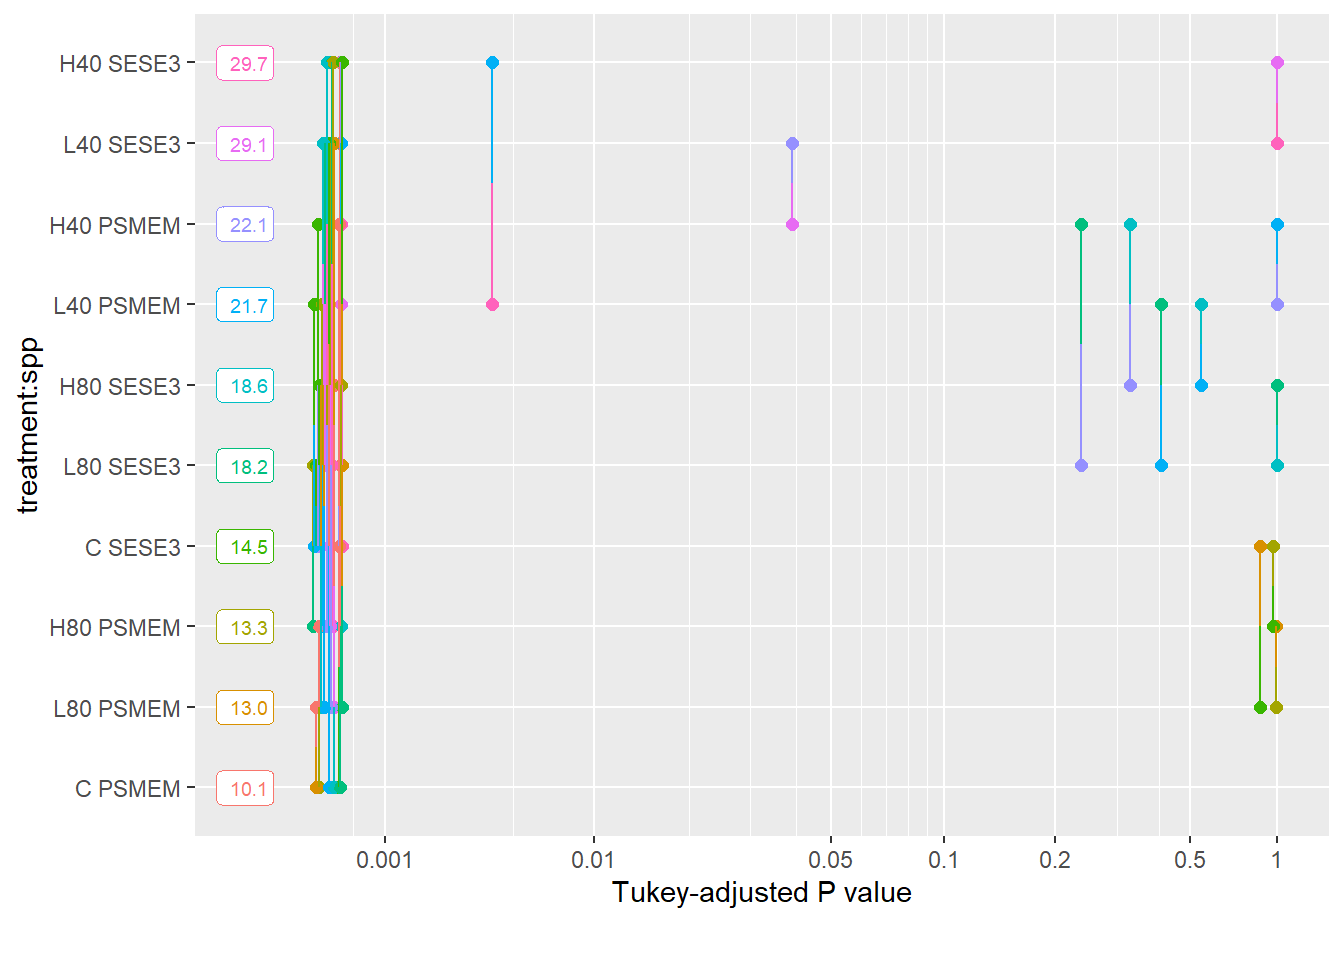 H40 SESE3 29.7
L40 SESE3 29.1
H40 PSMEM 22.1
L40 PSMEM 21.7
H80 SESE3 18.6
L80 SESE3 18.2
C SESE3 14.5
H80 PSMEM 13.3
L80 PSMEM 13.0
C PSMEM 10.1
treatment:spp
0.001 0.01 0.05 0.1 0.2 0.5 1
Tukey-adjusted P value